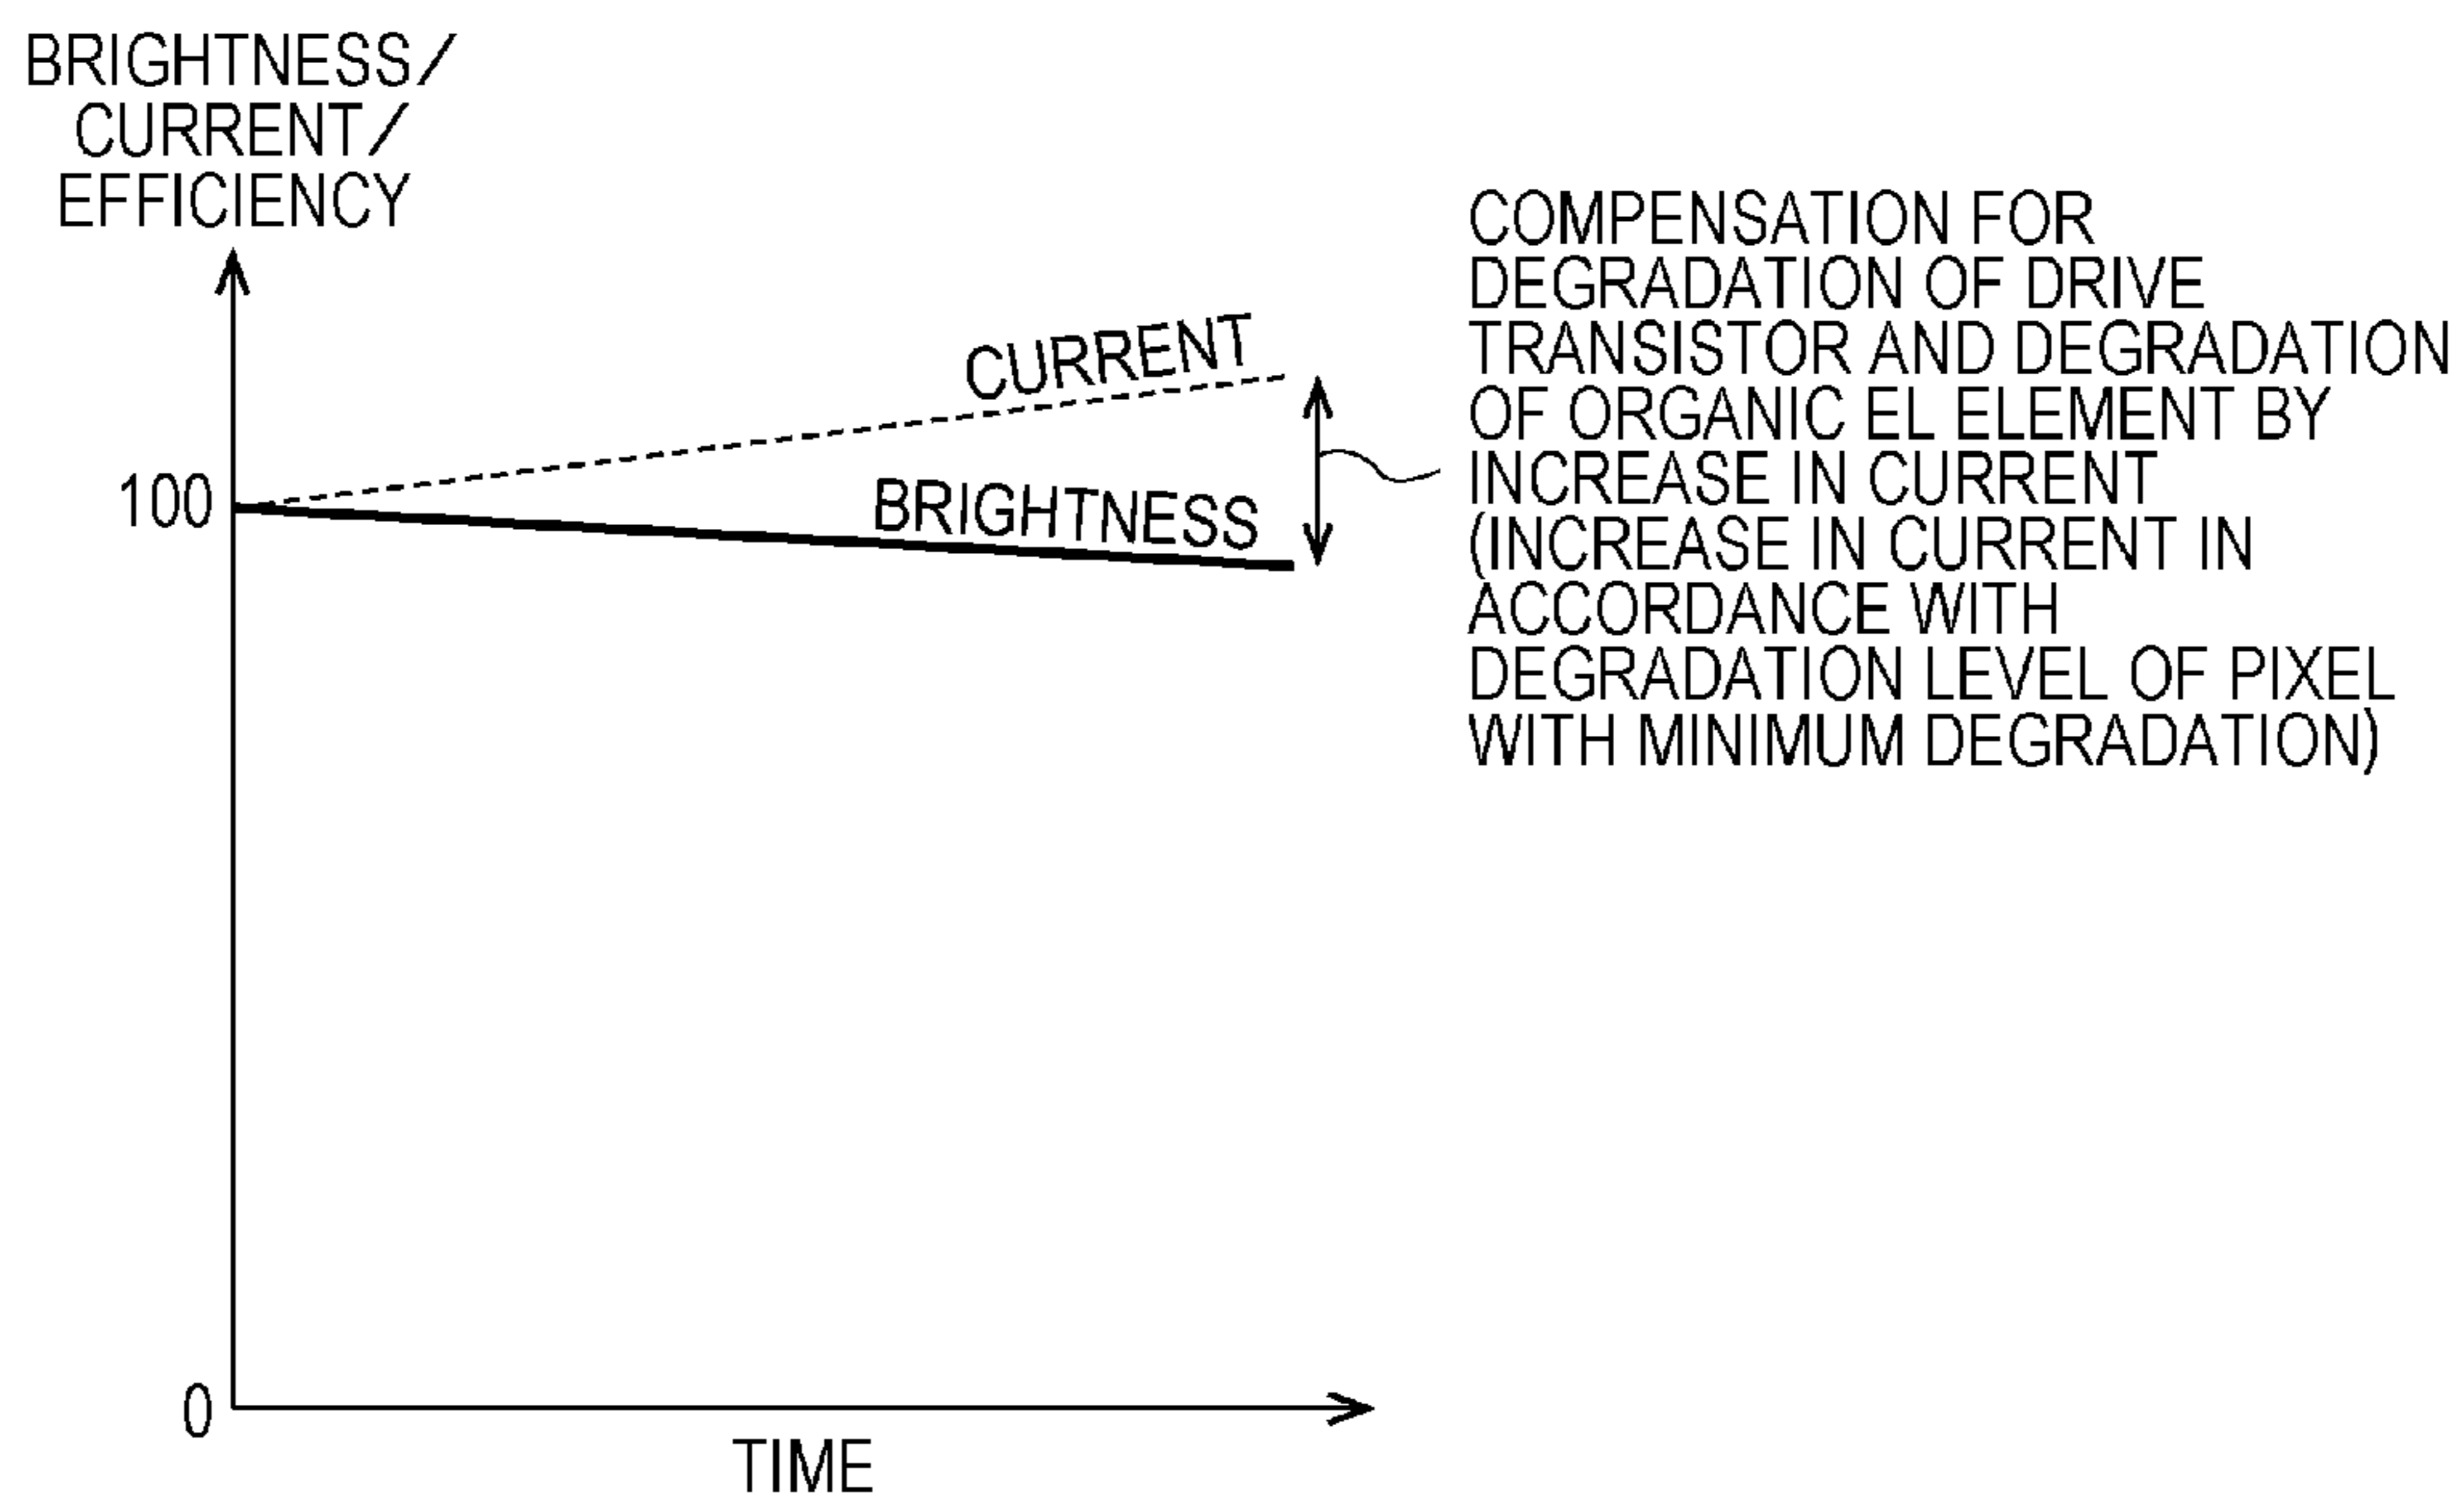 BRIGHTNESS/
CURRENT/
EFFICIENCY
COMPENSATION FOR
DEGRADATION OF DRIVE
TRANSISTOR AND DEGRADATION
OF ORGANIC EL ELEMENT BY
INCREASE IN CURRENT
(INCREASE IN CURRENT IN
ACCORDANCE WITH
DEGRADATION LEVEL OF PIXEL
WITH MINIMUM DEGRADATION)
CURRENT
100
BRIGHTNESS
0
TIME